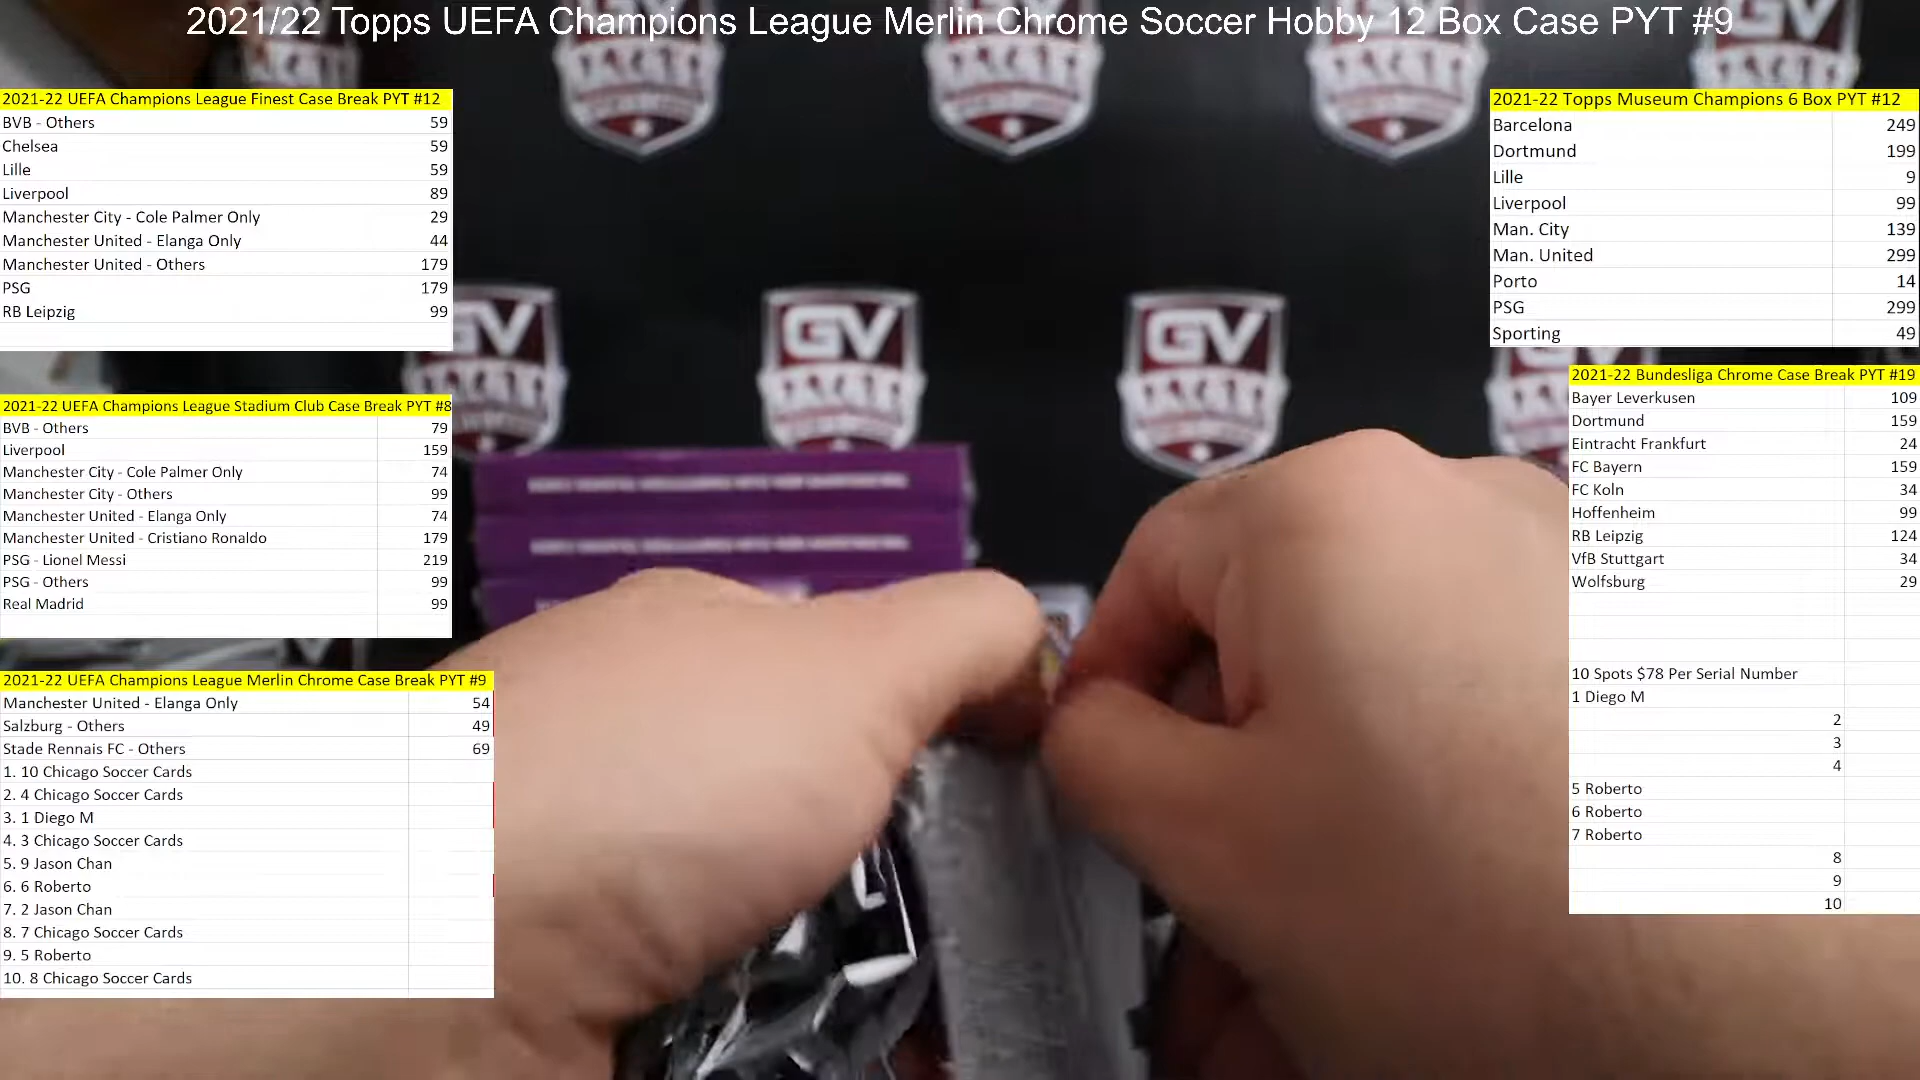 2021/22 Topps UEFA Champions League Merlin Chrome Soccer Hobby 12 Box Case PYT #9
2021-22 UEFA Champions League Finest Case Break PYT #12
BVB - Others 59
Chelsea 59
Lille 59
Liverpool 89
Manchester City - Cole Palmer Only 29
Manchester United - Elanga Only 44
Manchester United - Others 179
PSG 179
RB Leipzig 99
2021-22 UEFA Champions League Stadium Club Case Break PYT #8
BVB - Others 79
Liverpool 159
Manchester City - Cole Palmer Only 74
Manchester City - Others 99
Manchester United - Elanga Only 74
Manchester United - Cristiano Ronaldo 179
PSG - Lionel Messi 219
PSG - Others 99
Real Madrid 99
2021-22 UEFA Champions League Merlin Chrome Case Break PYT #9
Manchester United - Elanga Only 54
Salzburg - Others 49
Stade Rennais FC - Others 69
1. 10 Chicago Soccer Cards
2. 4 Chicago Soccer Cards
3. 1 Diego M
4. 3 Chicago Soccer Cards
5. 9 Jason Chan
6. 6 Roberto
7. 2 Jason Chan
8. 7 Chicago Soccer Cards
9. 5 Roberto
10. 8 Chicago Soccer Cards
2021-22 Topps Museum Champions 6 Box PYT #12
Barcelona 249
Dortmund 199
Lille 9
Liverpool 99
Man. City 139
Man. United 299
Porto 14
PSG 299
Sporting 49
2021-22 Bundesliga Chrome Case Break PYT #19
Bayer Leverkusen 109
Dortmund 159
Eintracht Frankfurt 24
FC Bayern 159
FC Koln 34
Hoffenheim 99
RB Leipzig 124
VfB Stuttgart 34
Wolfsburg 29
10 Spots $78 Per Serial Number
1 Diego M
2
3
4
5 Roberto
6 Roberto
7 Roberto
8
9
10
GV
GV
GV
GV